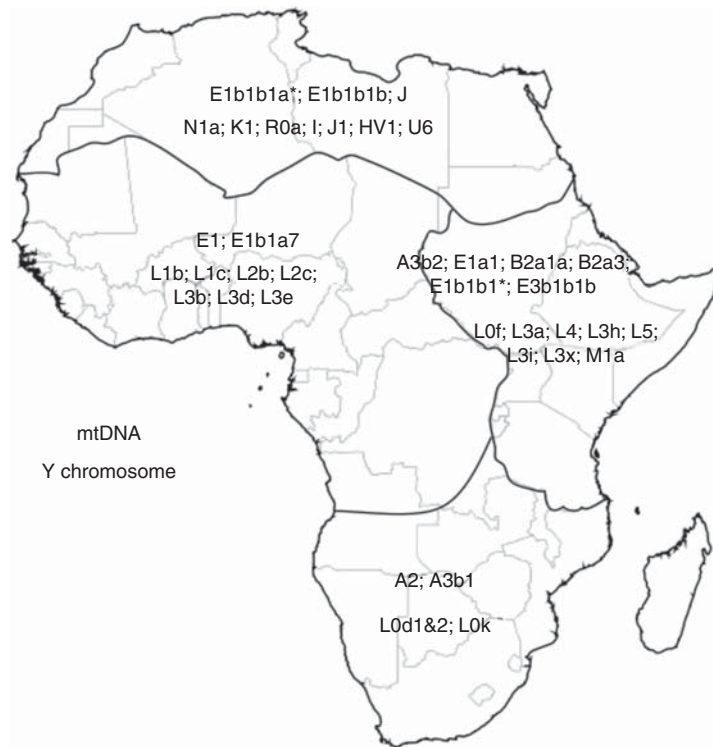 E1b1b1a*; E1b1b1b; J
N1a; K1; R0a; I; J1; HV1; U6
E1; E1b1a7
L1b; L1c; L2b; L2c;
L3b; L3d; L3e
A3b2; E1a1; B2a1a; B2a3;
E1b1b1*; E3b1b1b
L0f; L3a; L4; L3h; L5;
L3i; L3x; M1a
mtDNA
Y chromosome
A2; A3b1
L0d1&2; L0k